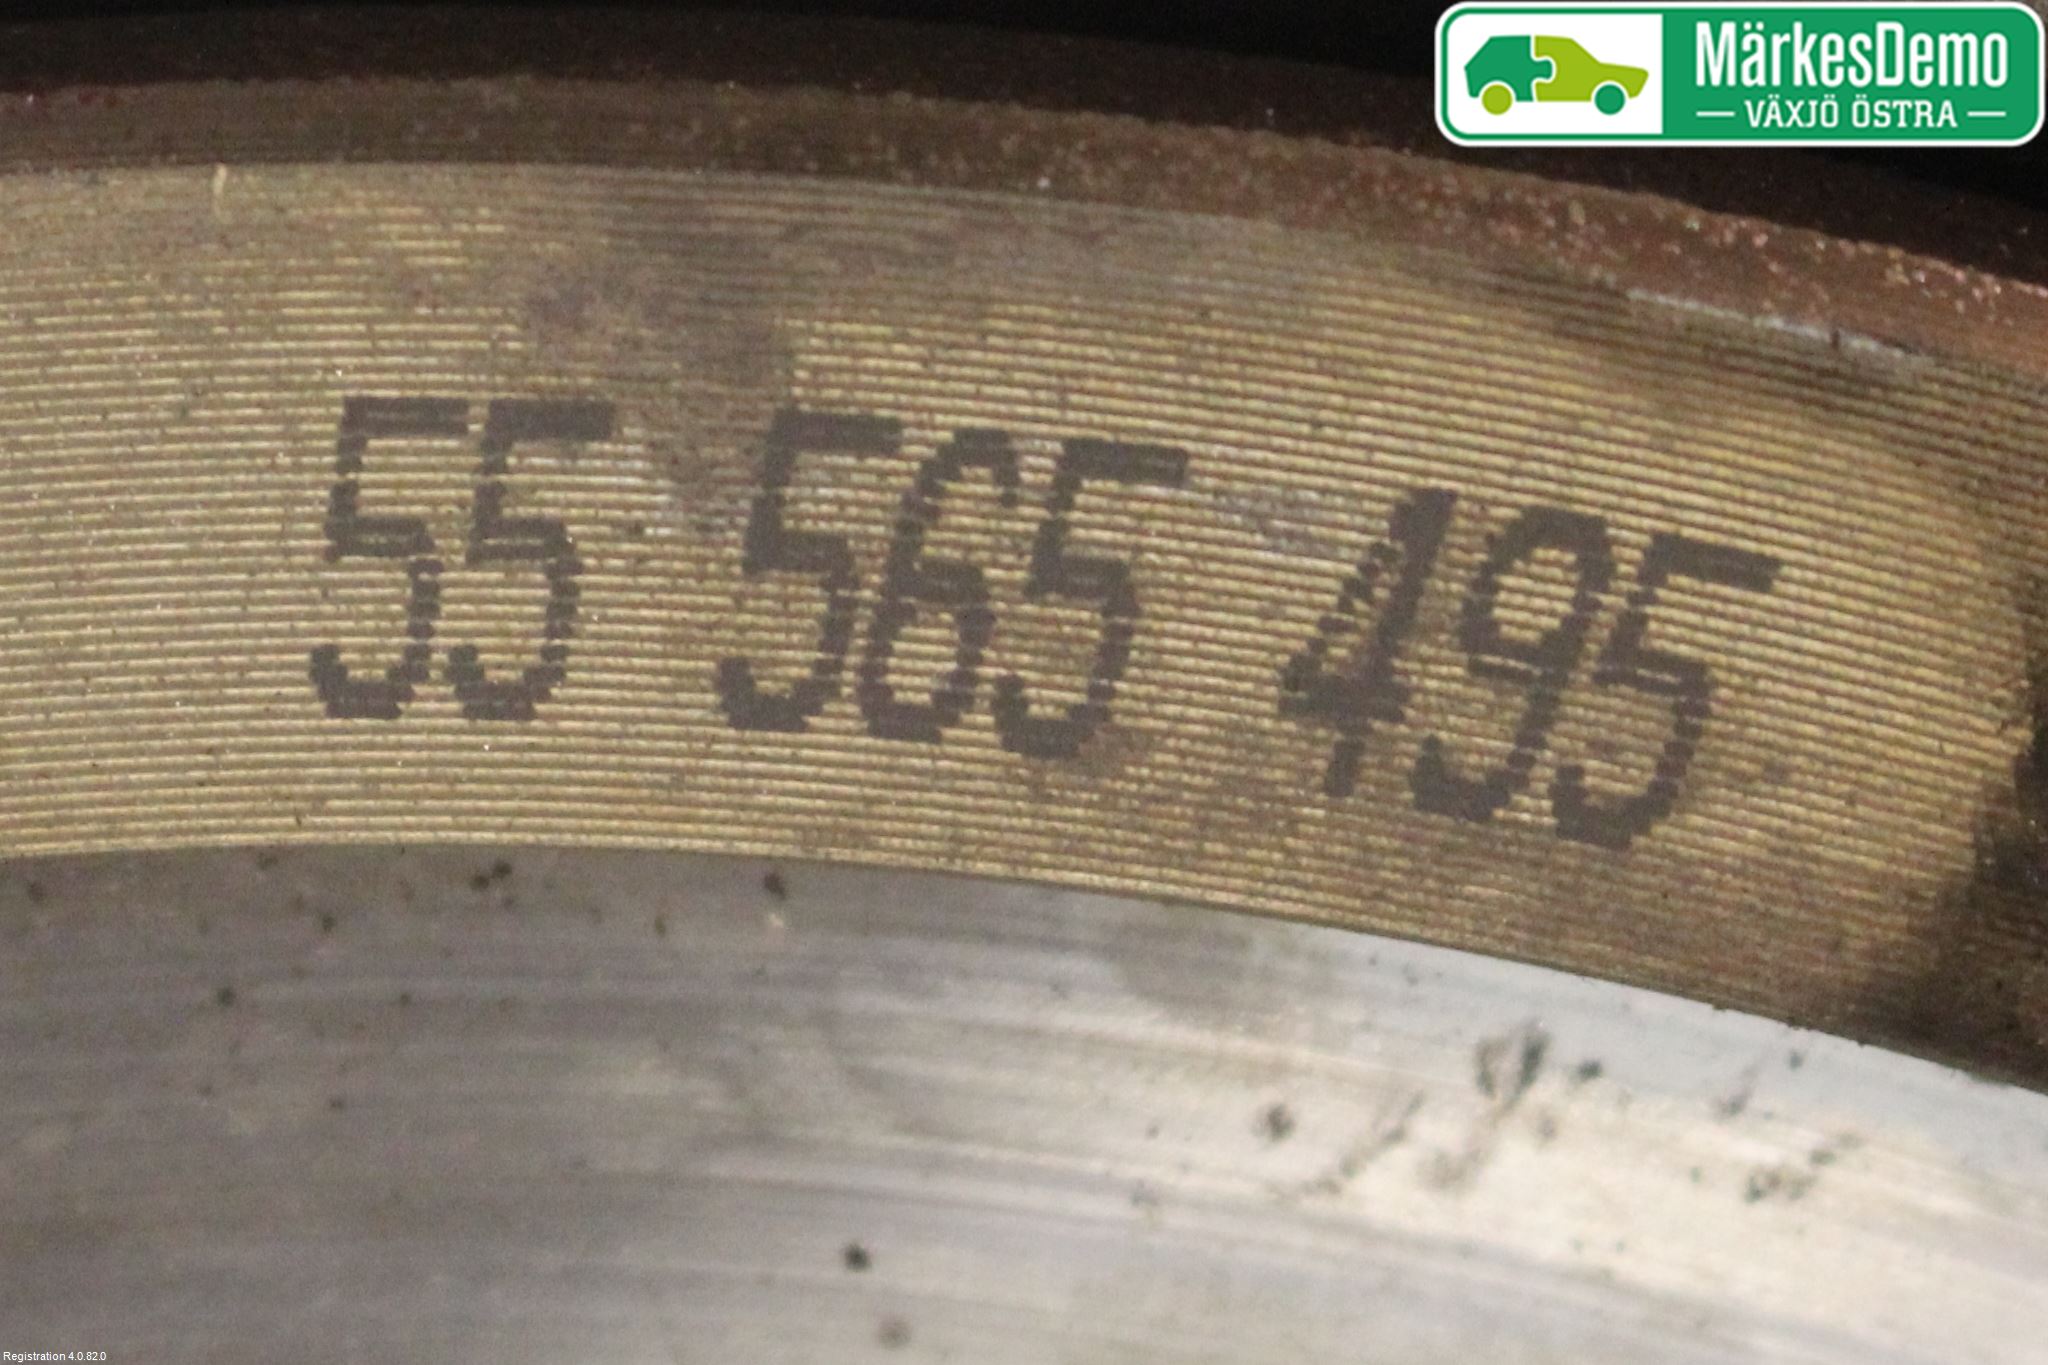 MärkesDemo
— VÄXJÖ ÖSTRA —
55 565 495
Registration 4.0.82.0